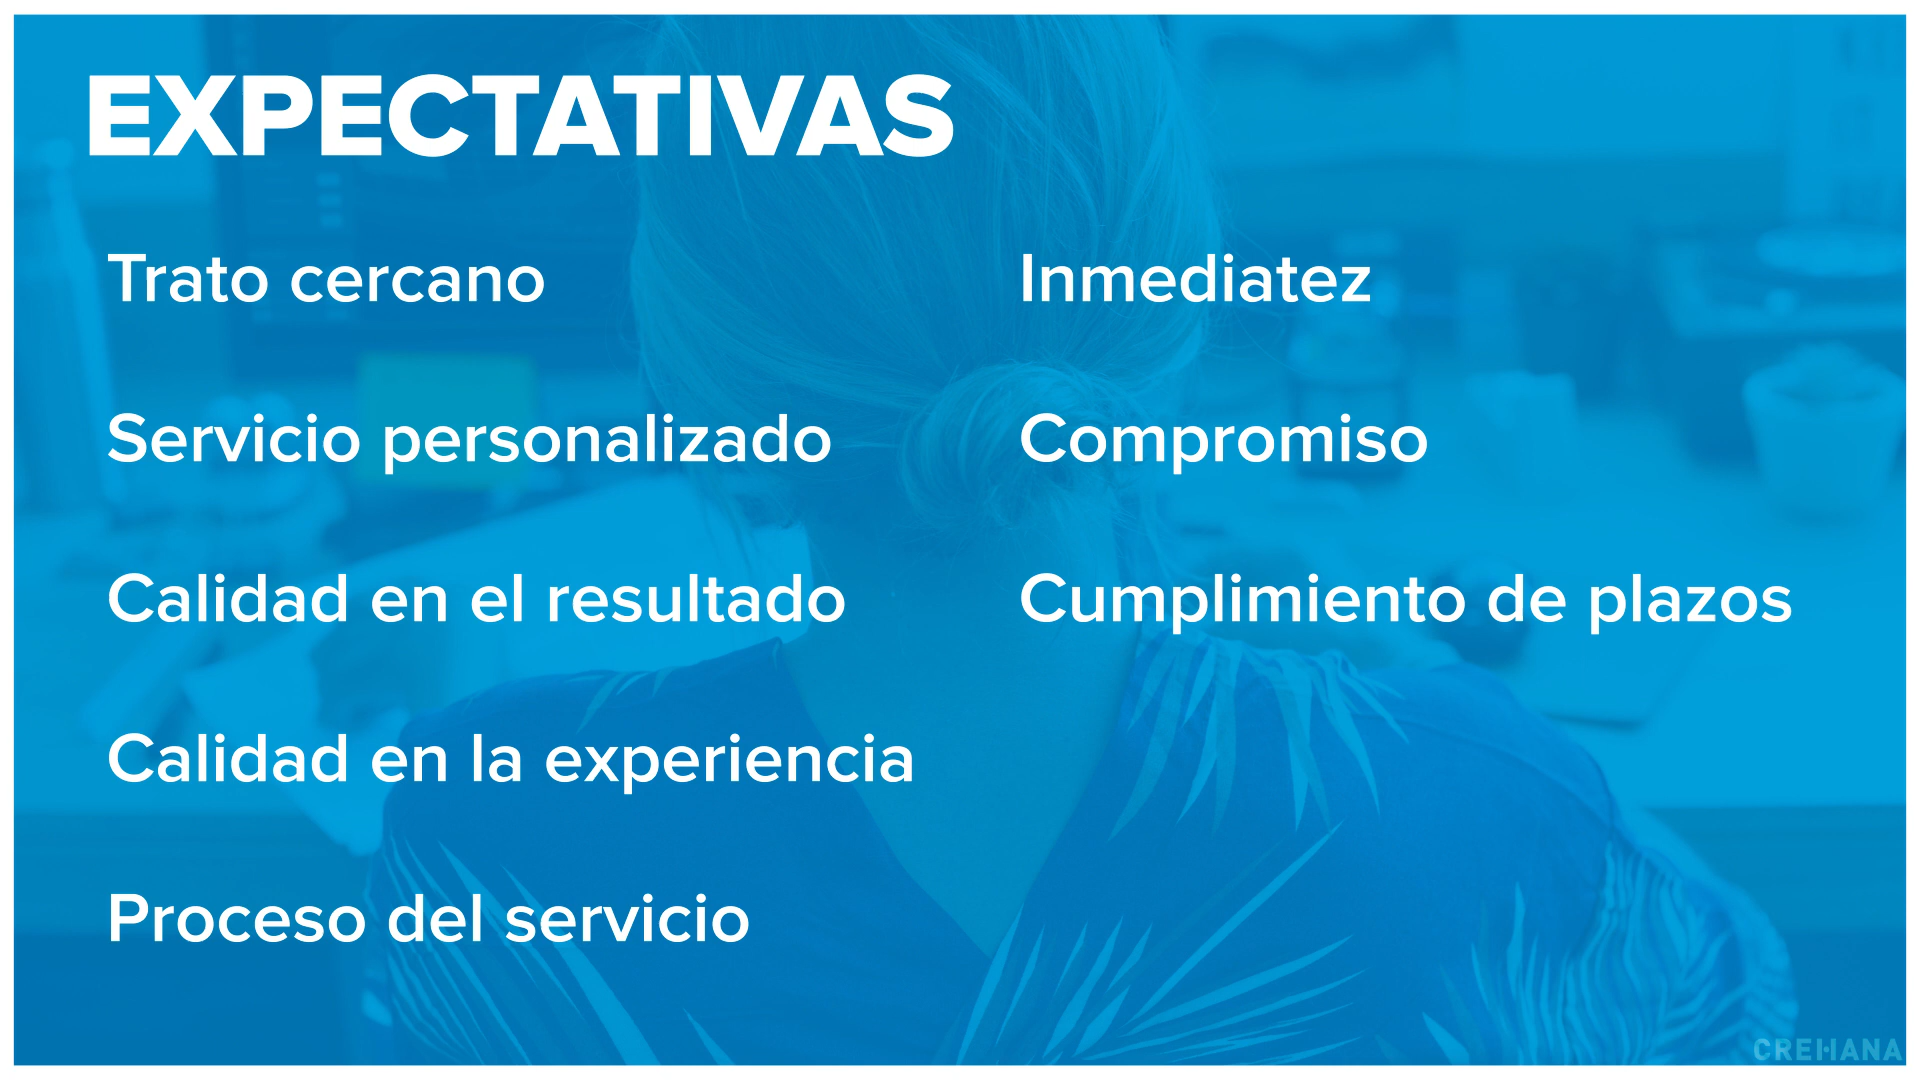 EXPECTATIVAS
Trato cercano
Servicio personalizado
Calidad en el resultado
Calidad en la experiencia
Proceso del servicio
Inmediatez
Compromiso
Cumplimiento de plazos
CREHANA